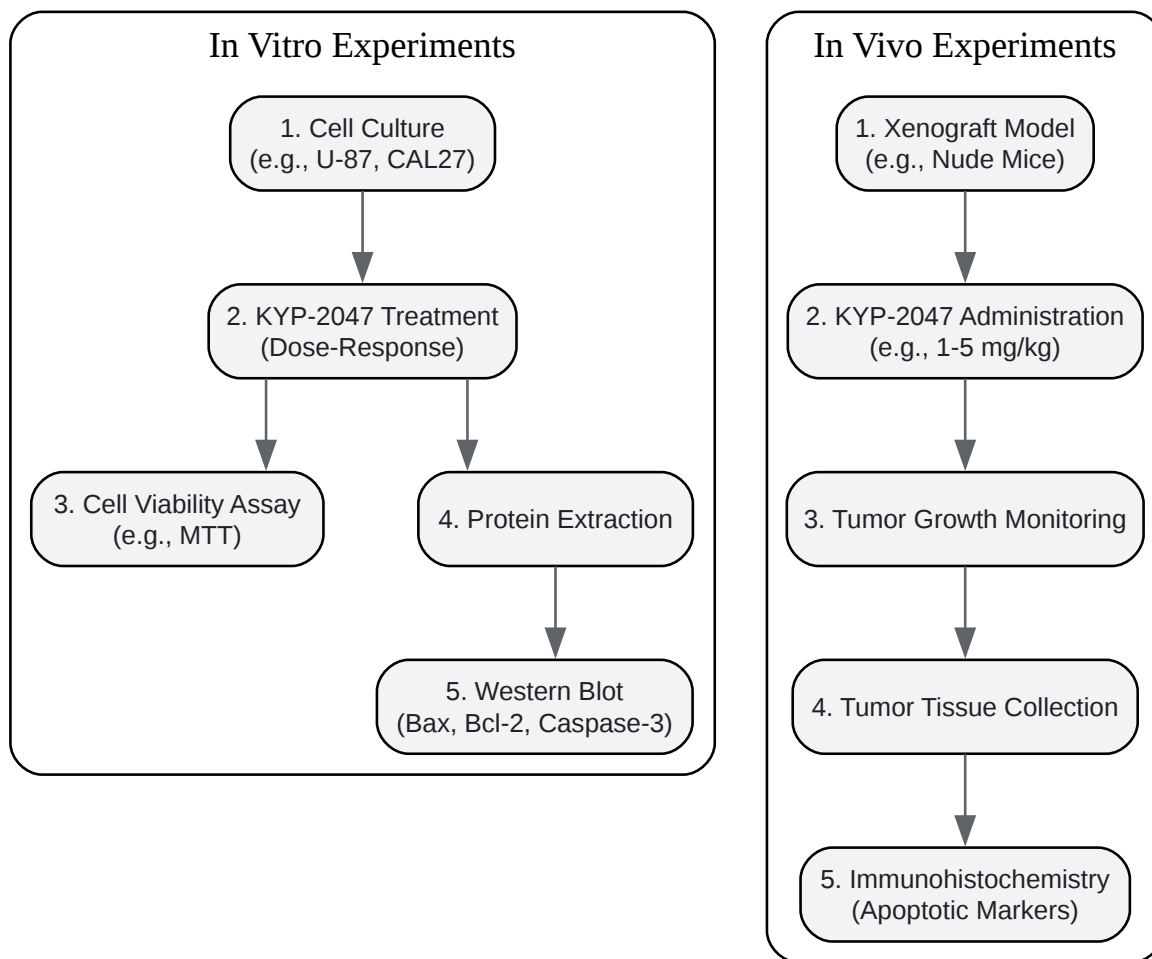 In Vitro Experiments
1. Cell Culture
(e.g., U-87, CAL27)
2. KYP-2047 Treatment
(Dose-Response)
3. Cell Viability Assay
(e.g., MTT)
4. Protein Extraction
5. Western Blot
(Bax, Bcl-2, Caspase-3)
In Vivo Experiments
1. Xenograft Model
(e.g., Nude Mice)
2. KYP-2047 Administration
(e.g., 1-5 mg/kg)
3. Tumor Growth Monitoring
4. Tumor Tissue Collection
5. Immunohistochemistry
(Apoptotic Markers)